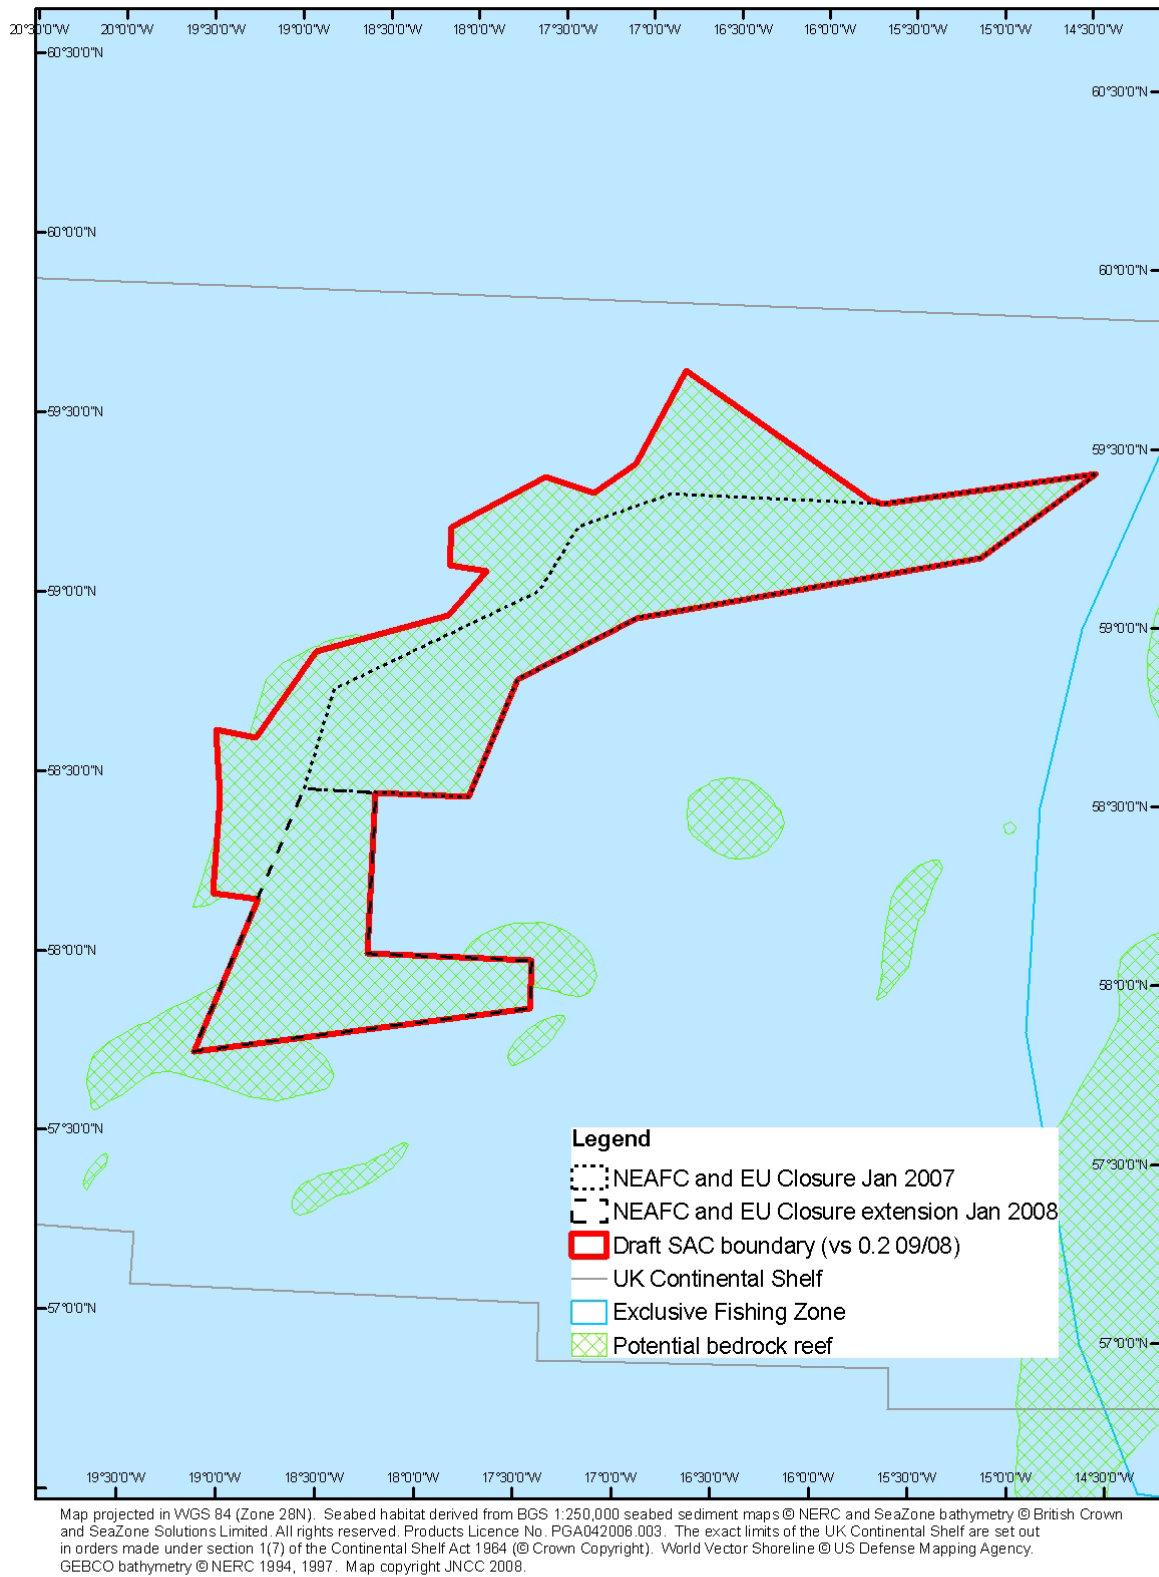 20°30'0"W 20°0'0"W 19°30'0"W 19°0'0"W 18°30'0"W 18°0'0"W 17°30'0"W 17°0'0"W 16°30'0"W 16°0'0"W 15°30'0"W 15°0'0"W 14°30'0"W
60°30'0"N
60°30'0"N
60°0'0"N
60°0'0"N
59°30'0"N
59°30'0"N
59°0'0"N
59°0'0"N
58°30'0"N
58°30'0"N
58°0'0"N
58°0'0"N
57°30'0"N
57°30'0"N
57°0'0"N
57°0'0"N
Legend
NEAFC and EU Closure Jan 2007
NEAFC and EU Closure extension Jan 2008
Draft SAC boundary (vs 0.2 09/08)
UK Continental Shelf
Exclusive Fishing Zone
Potential bedrock reef
19°30'0"W 19°0'0"W 18°30'0"W 18°0'0"W 17°30'0"W 17°0'0"W 16°30'0"W 16°0'0"W 15°30'0"W 15°0'0"W 14°30'0"W
Map projected in WGS 84 (Zone 28N). Seabed habitat derived from BGS 1:250,000 seabed sediment maps © NERC and SeaZone bathymetry © British Crown
and SeaZone Solutions Limited. All rights reserved. Products Licence No. PGA042006.003. The exact limits of the UK Continental Shelf are set out
in orders made under section 1(7) of the Continental Shelf Act 1964 (© Crown Copyright). World Vector Shoreline © US Defense Mapping Agency.
GEBCO bathymetry © NERC 1994, 1997. Map copyright JNCC 2008.